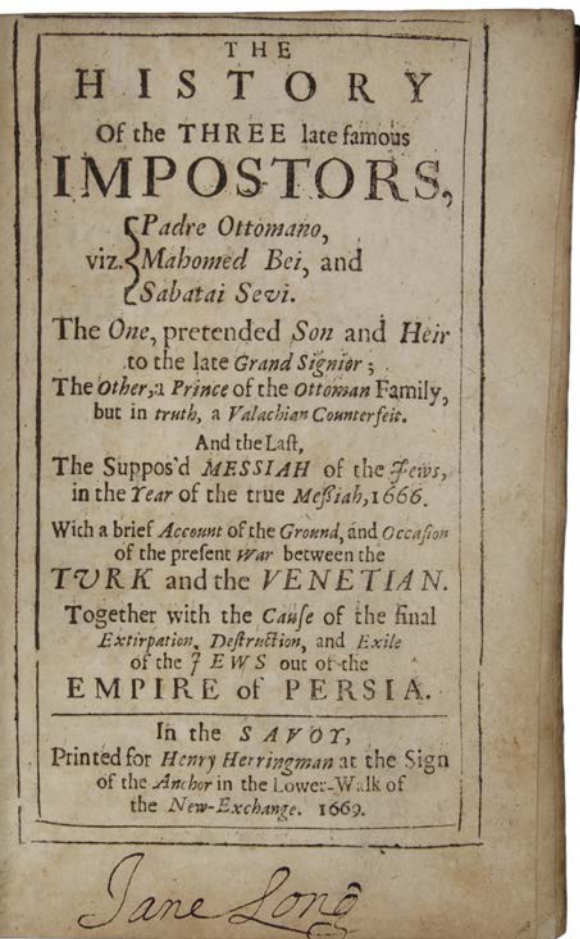 THE
HISTORY
Of the THREE late famous
IMPOSTORS,
Padre Ottomano,
viz. Mahomed Bei, and
Sabatai Sevi.
The One, pretended Son and Heir
to the late Grand Signior;
The Other, a Prince of the Ottoman Family,
but in truth, a Valachian Counterfeit.
And the Laſt,
The Suppos'd MESSIAH of the Jews,
in the Year of the true Meſſiah, 1666.
With a brief Account of the Ground, and Occaſion
of the preſent War between the
TURK and the VENETIAN.
Together with the Cauſe of the final
Extirpation, Deſtruction, and Exile
of the JEWS out of the
EMPIRE of PERSIA.
In the SAVOY,
Printed for Henry Herringman at the Sign
of the Anchor in the Lower-Walk of
the New-Exchange. 1669.
Jane Long